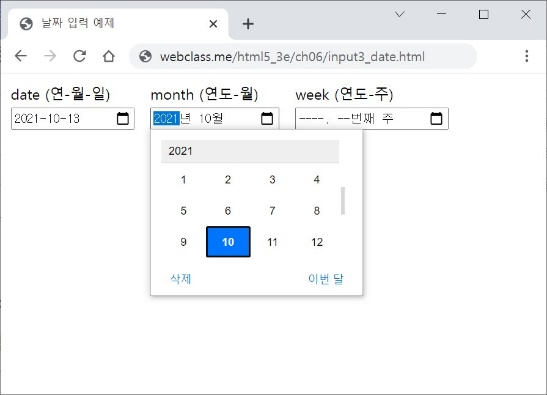 날짜 입력 예제
webclass.me/html5_3e/ch06/input3_date.html
date (연-월-일) month (연도-월) week (연도-주)
2021-10-13 2021년 10월 ----, --번째 주
2021
1 2 3 4
5 6 7 8
9 10 11 12
삭제 이번 달